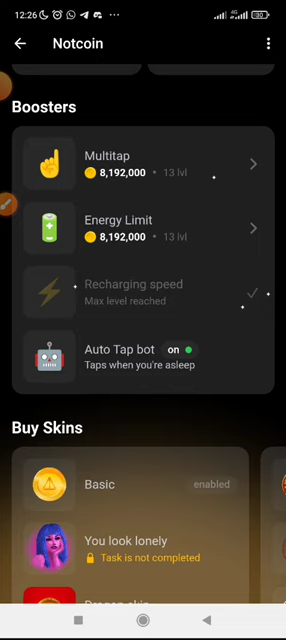 12:26
4G
130
Notcoin
Boosters
Multitap
8,192,000 • 13 lvl
Energy Limit
8,192,000 • 13 lvl
Recharging speed
Max level reached
Auto Tap bot on
Taps when you're asleep
Buy Skins
Basic enabled
You look lonely
Task is not completed